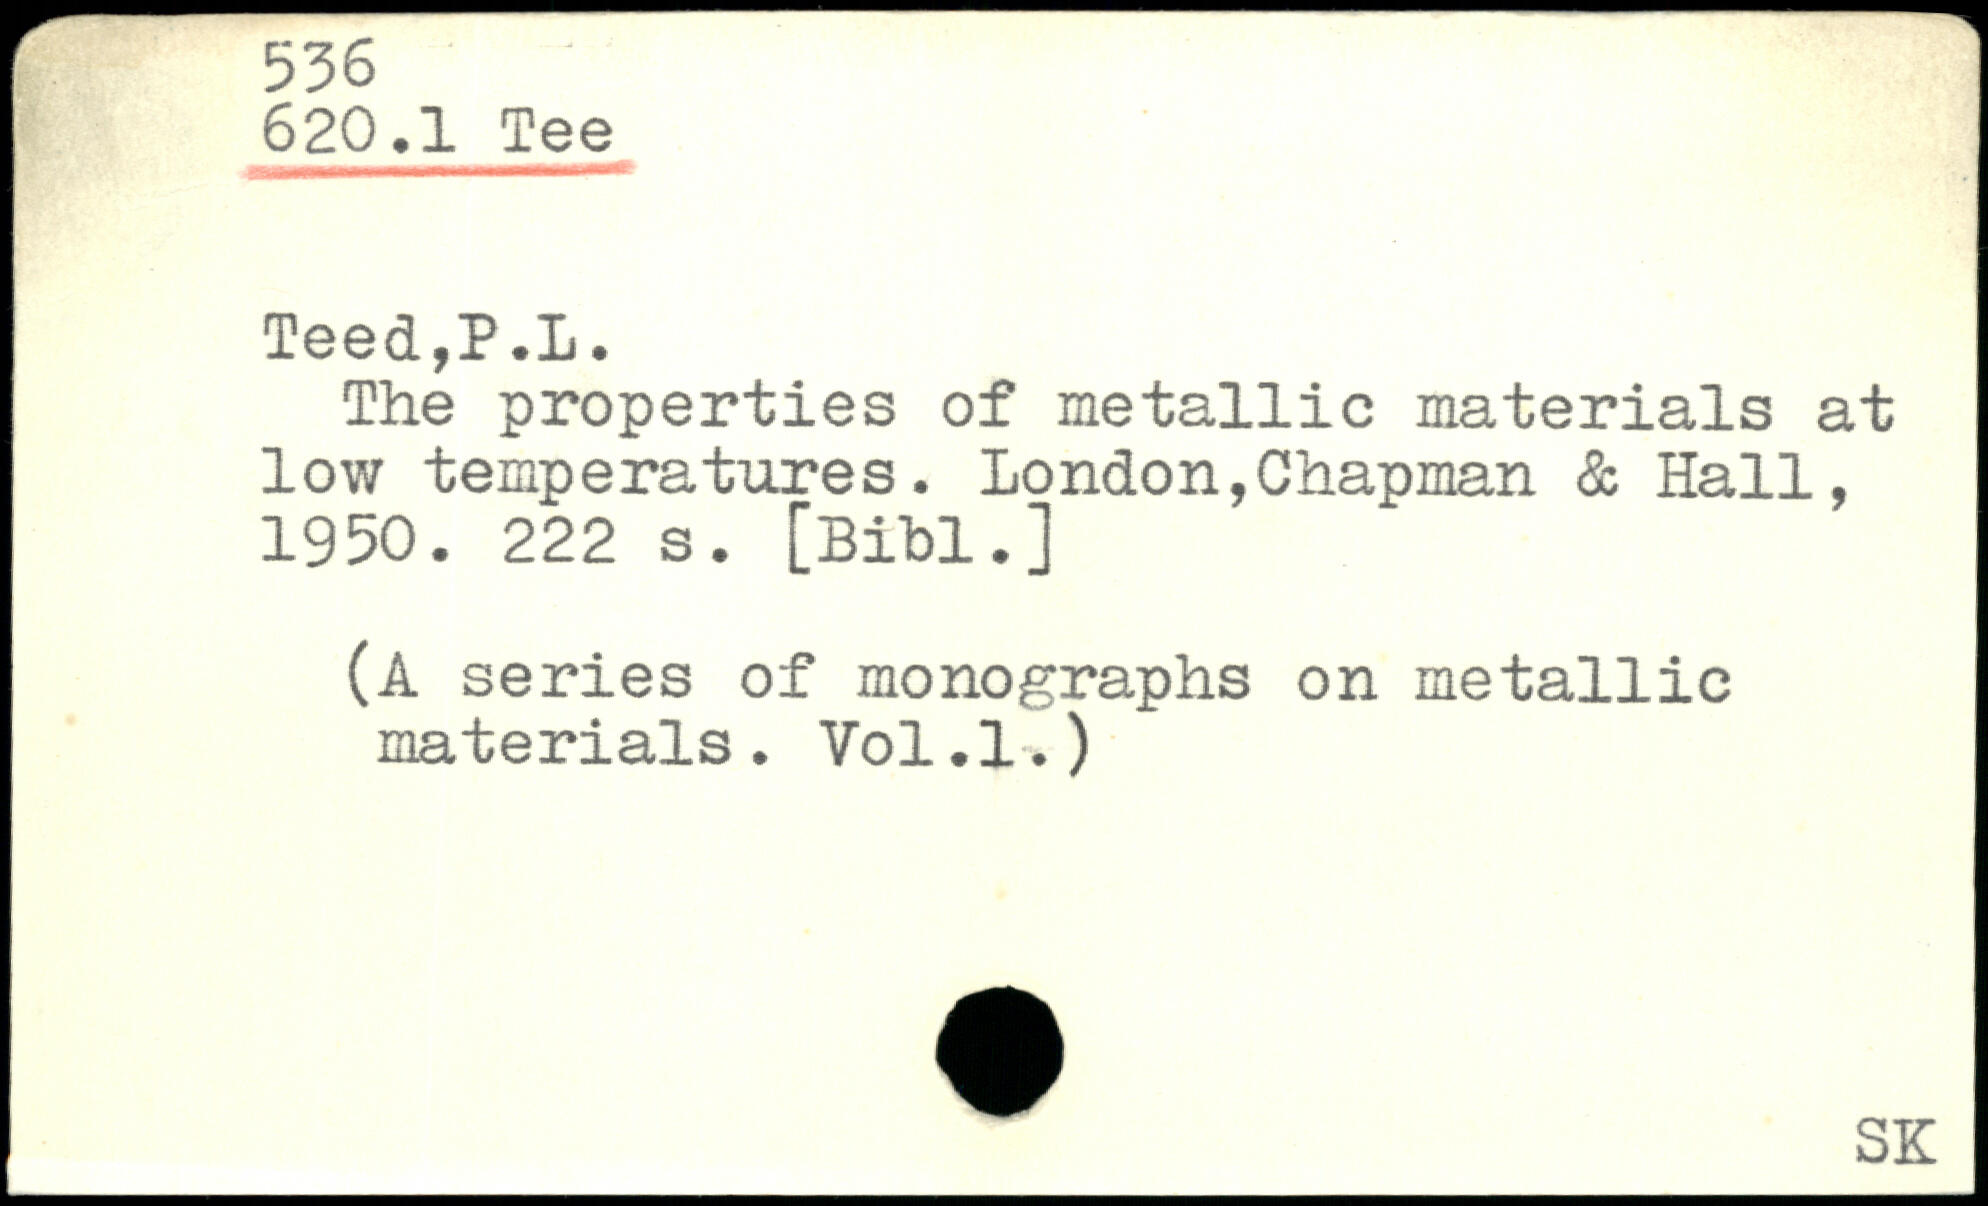 536
620.1 Tee
Teed,P.L.
The properties of metallic materials at
low temperatures. London,Chapman & Hall,
1950. 222 s. [Bibl.]
(A series of monographs on metallic
materials. Vol.1.)
SK